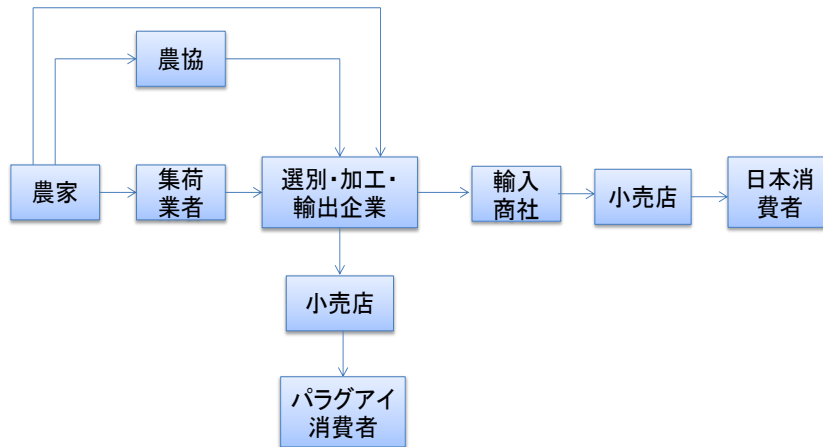 農協
農家
集荷
業者
選別・加工・
輸出企業
輸入
商社
小売店
日本消
費者
小売店
パラグアイ
消費者